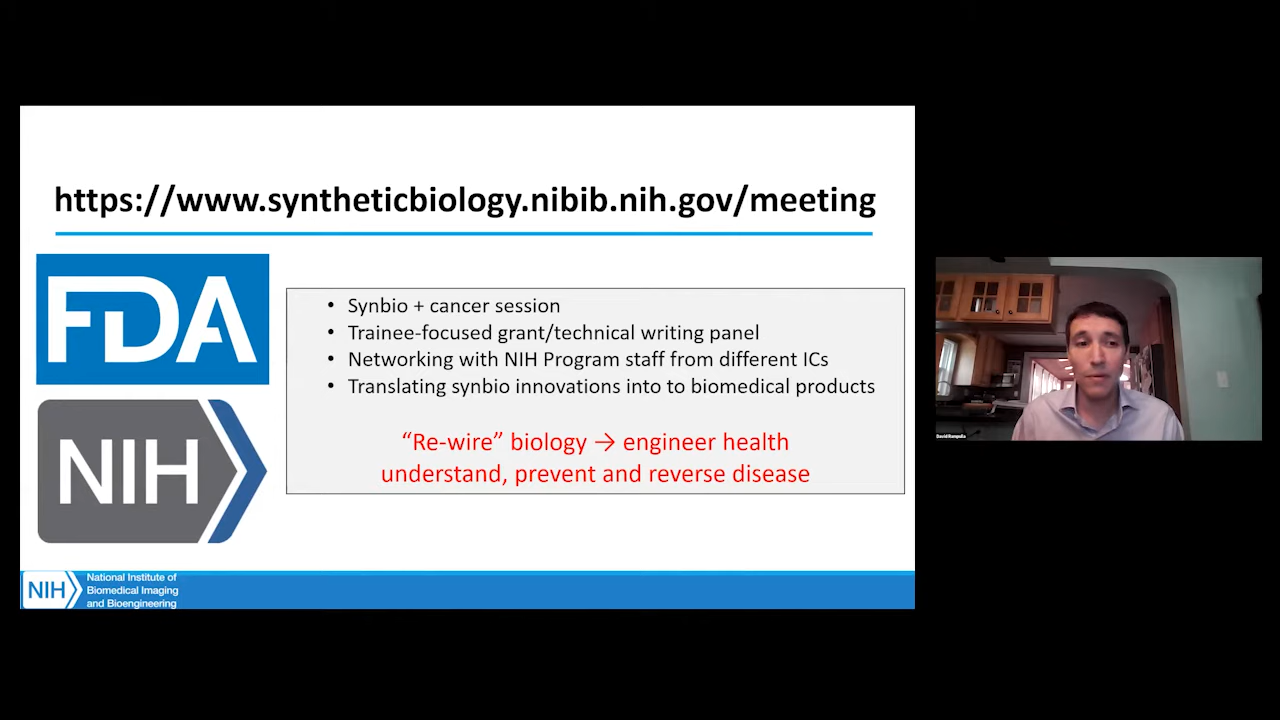 https://www.syntheticbiology.nibib.nih.gov/meeting
FDA
• Synbio + cancer session
• Trainee-focused grant/technical writing panel
• Networking with NIH Program staff from different ICs
• Translating synbio innovations into to biomedical products
“Re-wire” biology → engineer health
understand, prevent and reverse disease
NIH
NIH
National Institute of
Biomedical Imaging
and Bioengineering
David Rampulla